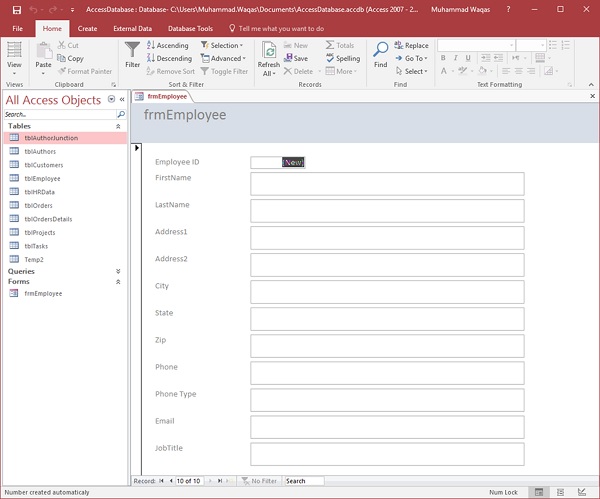 AccessDatabase : Database- C:\Users\Muhammad.Waqas\Documents\AccessDatabase.accdb (Access 2007 - 2... Muhammad Waqas ?
File Home Create External Data Database Tools Tell me what you want to do
View Paste Cut Copy Format Painter Filter Ascending Descending Remove Sort Selection Advanced Toggle Filter Refresh All New Save Delete Totals Spelling More Find Replace Go To Select
Views Clipboard Sort & Filter Records Find Text Formatting
All Access Objects
Search...
Tables
tblAuthorJunction
tblAuthors
tblCustomers
tblEmployee
tblHRData
tblOrders
tblOrdersDetails
tblProjects
tblTasks
Temp2
Queries
Forms
frmEmployee
frmEmployee
frmEmployee
Employee ID (New)
FirstName
LastName
Address1
Address2
City
State
Zip
Phone
Phone Type
Email
JobTitle
Record: 10 of 10 No Filter Search
Number created automaticaly Num Lock